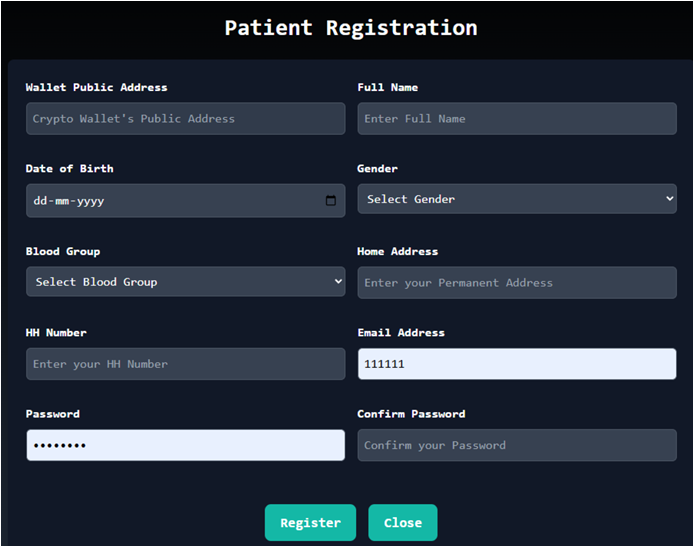 Patient Registration
Wallet Public Address Full Name
Crypto Wallet's Public Address Enter Full Name
Date of Birth Gender
dd-mm-yyyy Select Gender
Blood Group Home Address
Select Blood Group Enter your Permanent Address
HH Number Email Address
Enter your HH Number 111111
Password Confirm Password
•••••••• Confirm your Password
Register Close